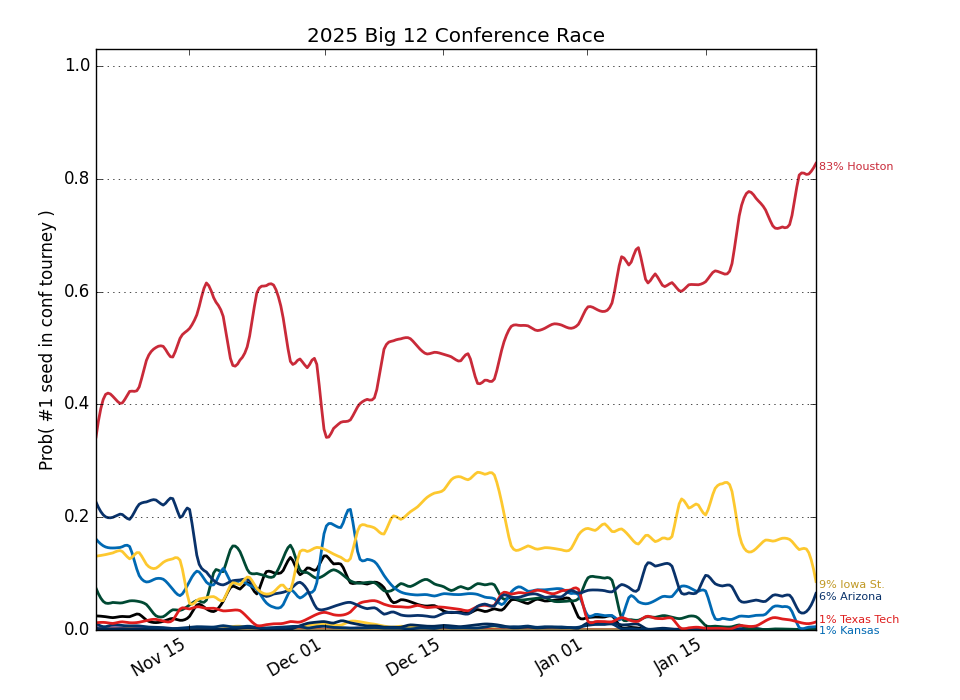 2025 Big 12 Conference Race
Prob( #1 seed in conf tourney )
1.0
0.8
0.6
0.4
0.2
0.0
83% Houston
9% Iowa St.
6% Arizona
1% Texas Tech
1% Kansas
Nov 15
Dec 01
Dec 15
Jan 01
Jan 15